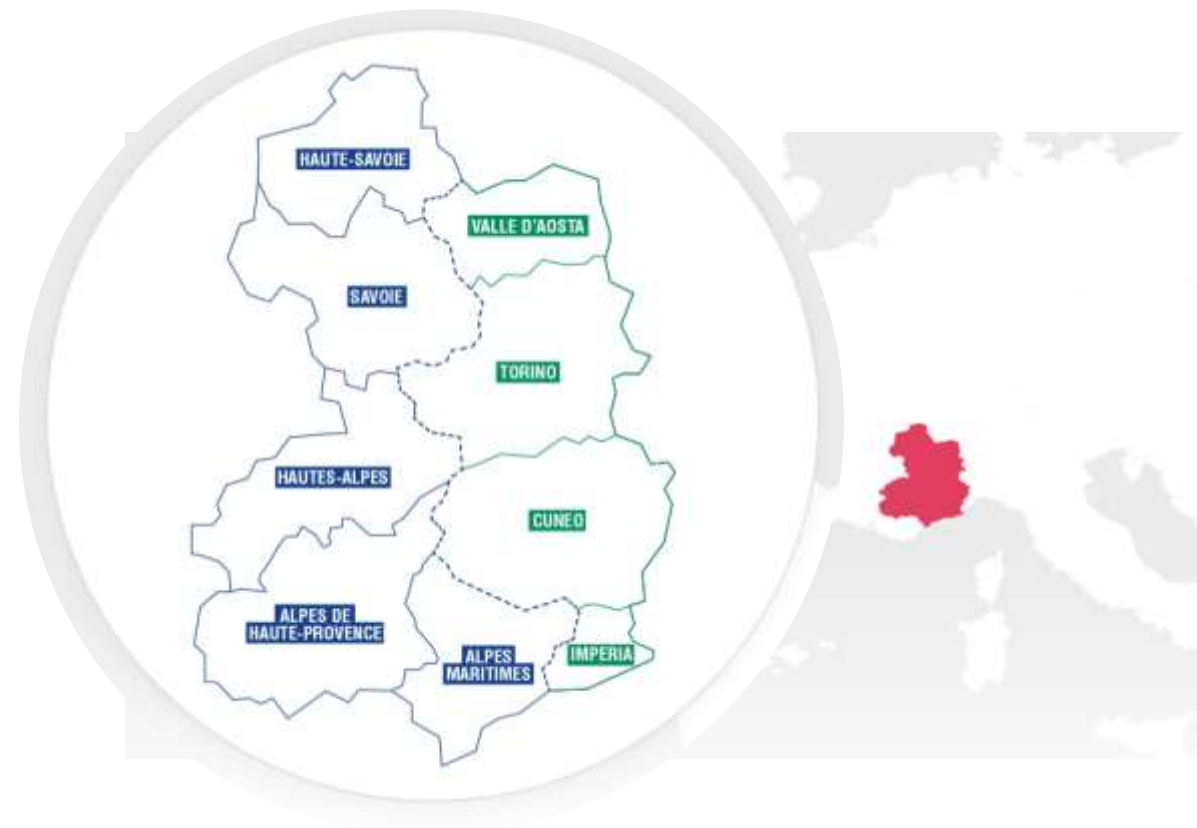 HAUTE-SAVOIE
VALLE D'AOSTA
SAVOIE
TORINO
HAUTES-ALPES
CUNEO
ALPES DE
HAUTE-PROVENCE
ALPES
MARITIMES
IMPERIA